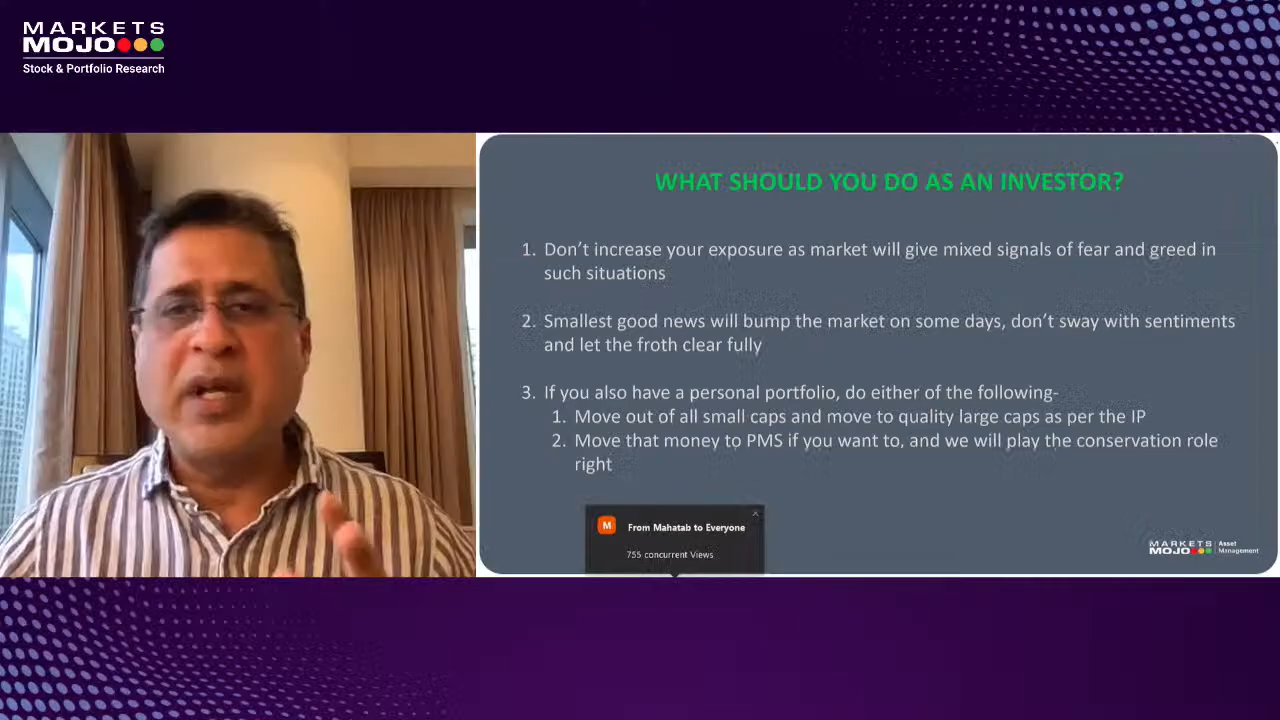 MARKETS
MOJO
Stock & Portfolio Research
WHAT SHOULD YOU DO AS AN INVESTOR?
1. Don't increase your exposure as market will give mixed signals of fear and greed in
such situations
2. Smallest good news will bump the market on some days, don't sway with sentiments
and let the froth clear fully
3. If you also have a personal portfolio, do either of the following-
1. Move out of all small caps and move to quality large caps as per the IP
2. Move that money to PMS if you want to, and we will play the conservation role
right
M From Mahatab to Everyone
755 concurrent Views
MARKETS
MOJO
Asset
Management